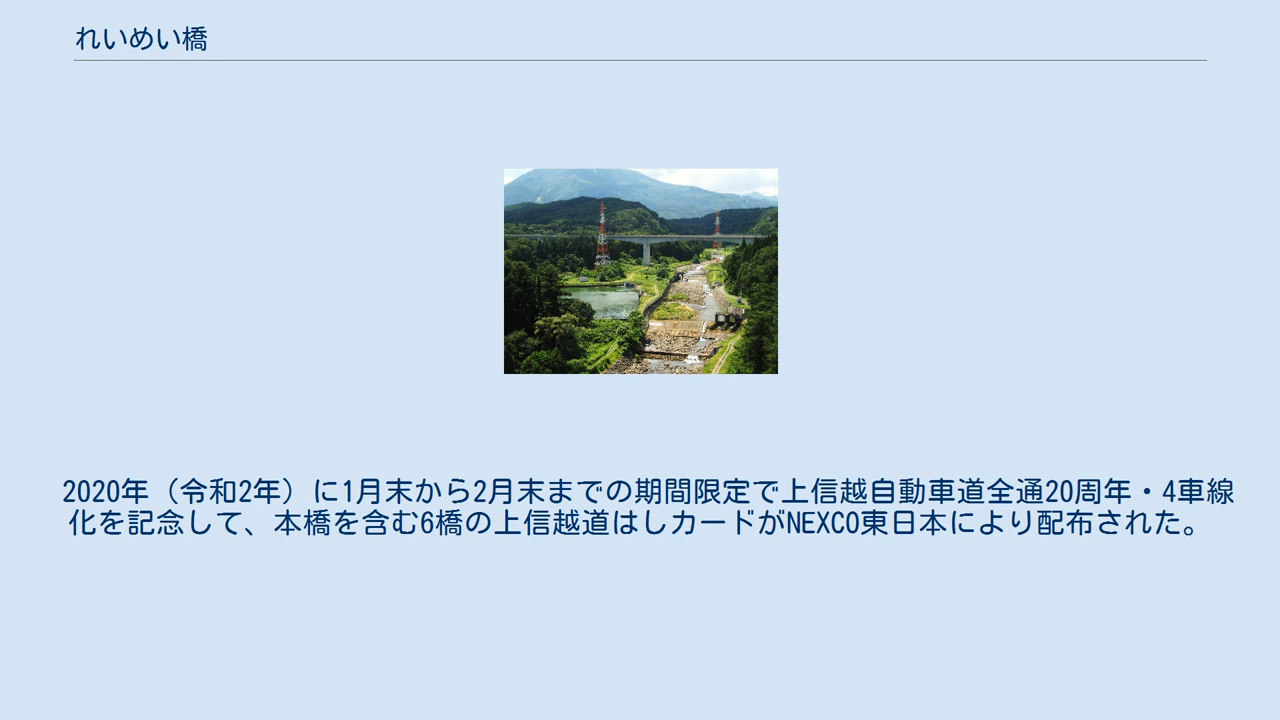 れいめい橋
2020年（令和2年）に1月末から2月末までの期間限定で上信越自動車道全通20周年・4車線
化を記念して、本橋を含む6橋の上信越道はしカードがNEXCO東日本により配布された。